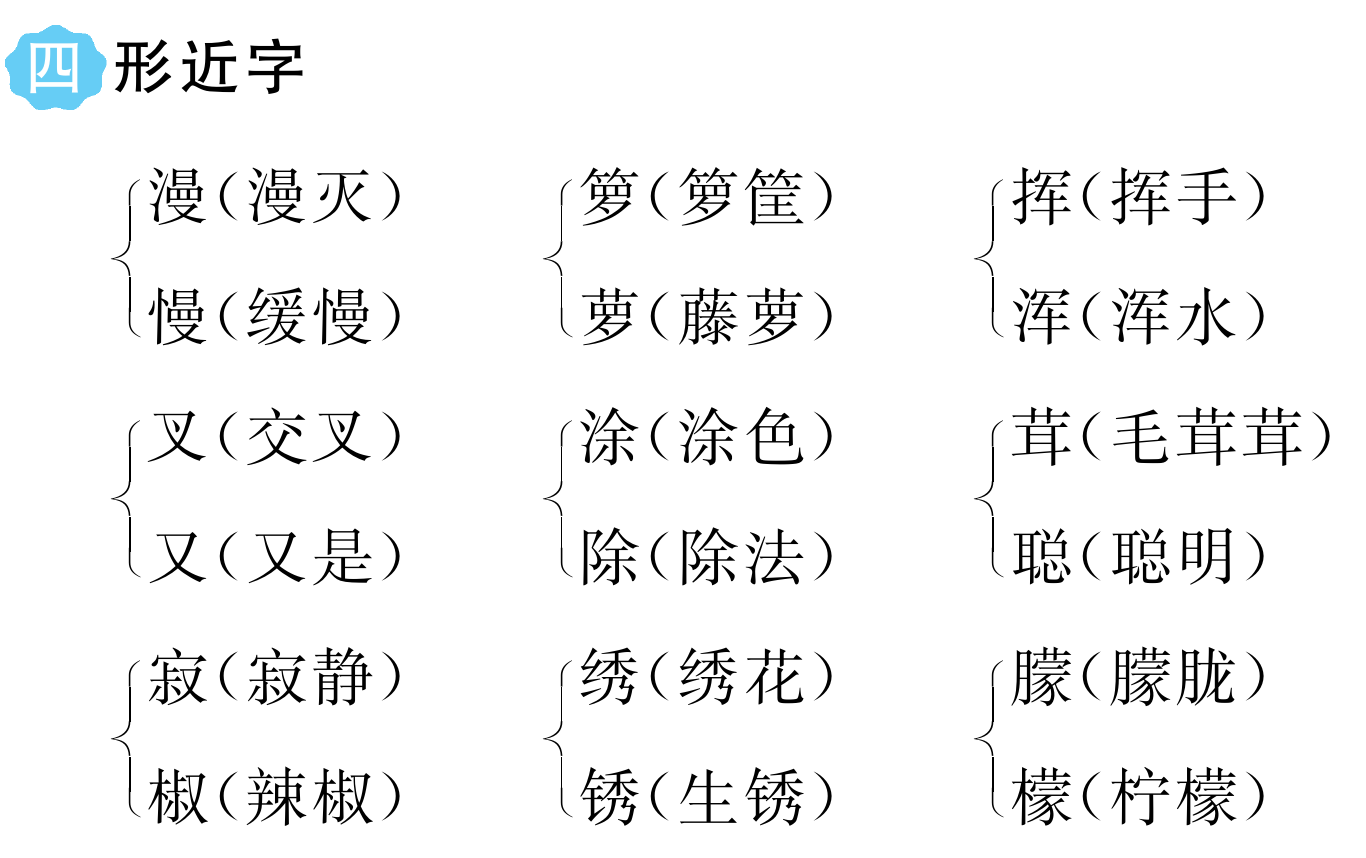 四 形近字
漫(漫灭) 箩(箩筐) 挥(挥手)
慢(缓慢) 萝(藤萝) 浑(浑水)
叉(交叉) 涂(涂色) 茸(毛茸茸)
又(又是) 除(除法) 聪(聪明)
寂(寂静) 绣(绣花) 朦(朦胧)
椒(辣椒) 锈(生锈) 檬(柠檬)